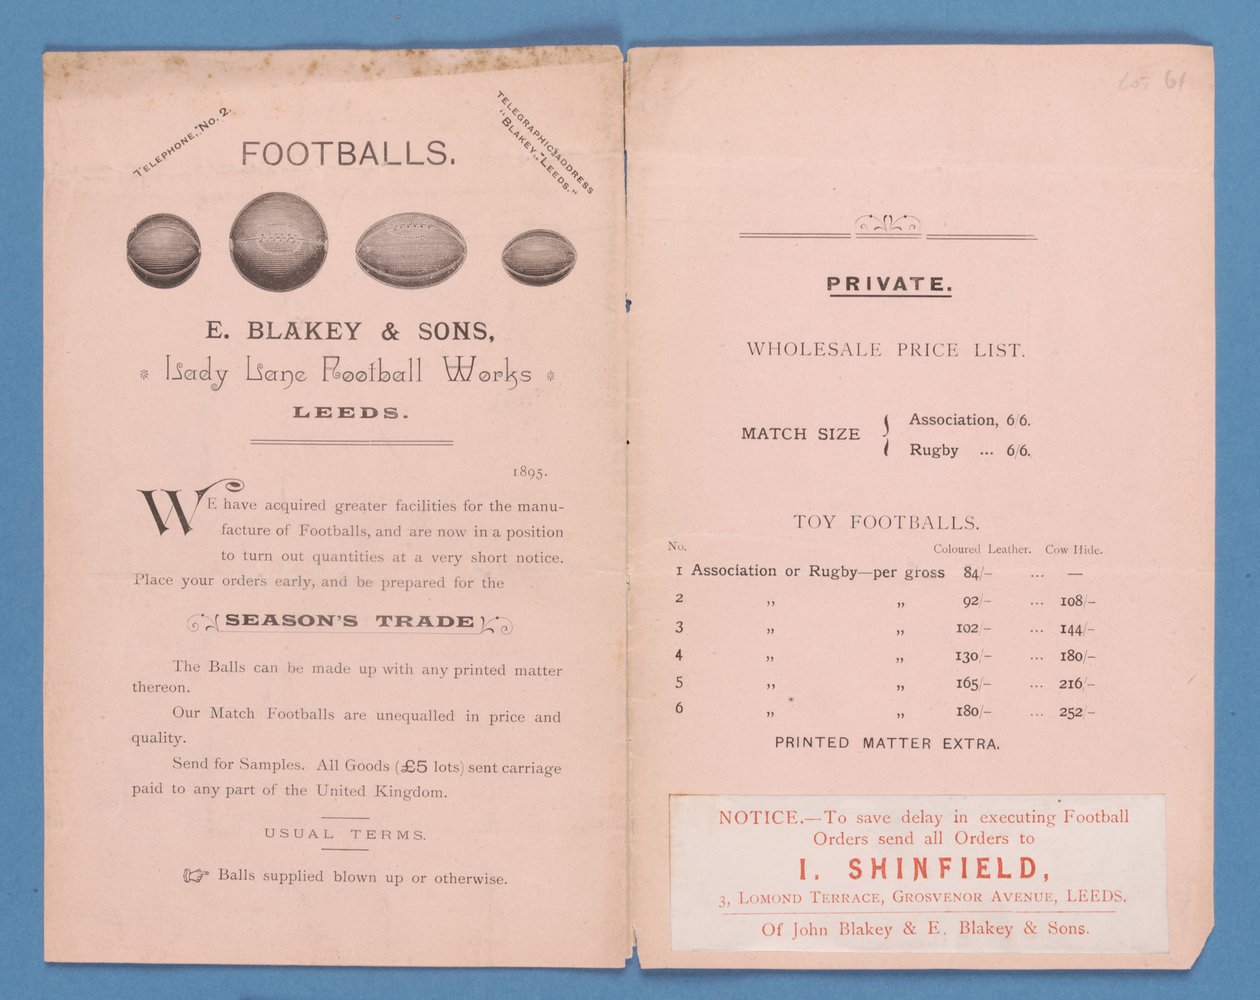 TELEPHONE, No. 2.
TELEGRAPHIC ADDRESS
"BLAKEY, LEEDS."
FOOTBALLS.
E. BLAKEY & SONS,
Lady Lane Football Works
LEEDS.
1895.
WE have acquired greater facilities for the manu-
facture of Footballs, and are now in a position
to turn out quantities at a very short notice.
Place your orders early, and be prepared for the
SEASON'S TRADE
The Balls can be made up with any printed matter
thereon.
Our Match Footballs are unequalled in price and
quality.
Send for Samples. All Goods (£5 lots) sent carriage
paid to any part of the United Kingdom.
USUAL TERMS.
Balls supplied blown up or otherwise.
Lot 61
PRIVATE.
WHOLESALE PRICE LIST.
MATCH SIZE { Association, 6/6.
Rugby ... 6/6.
TOY FOOTBALLS.
No. Coloured Leather. Cow Hide.
1 Association or Rugby—per gross 84/- ... —
2 ,, ,, 92/- ... 108/-
3 ,, ,, 102/- ... 144/-
4 ,, ,, 130/- ... 180/-
5 ,, ,, 165/- ... 216/-
6 ,, ,, 180/- ... 252/-
PRINTED MATTER EXTRA.
NOTICE.—To save delay in executing Football
Orders send all Orders to
I. SHINFIELD,
3, LOMOND TERRACE, GROSVENOR AVENUE, LEEDS.
Of John Blakey & E. Blakey & Sons.